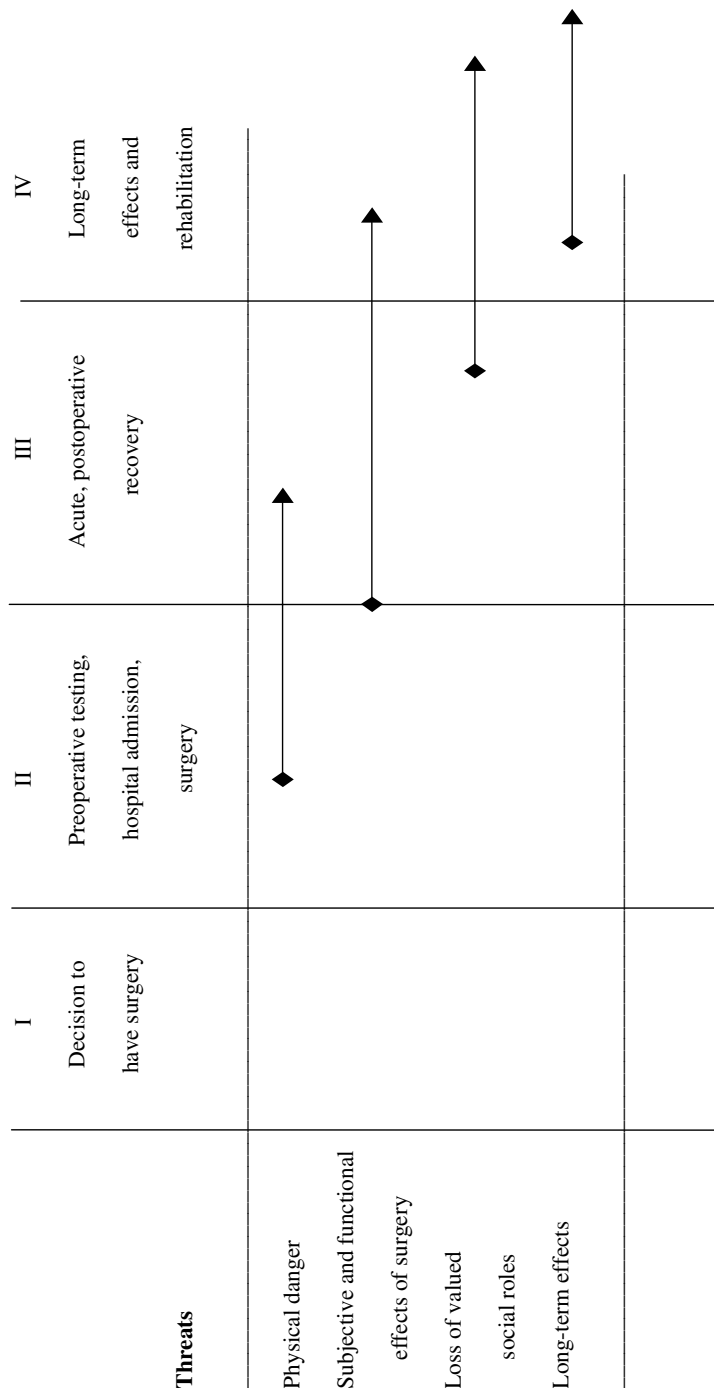 I
Decision to
have surgery
II
Preoperative testing,
hospital admission,
surgery
III
Acute, postoperative
recovery
IV
Long-term
effects and
rehabilitation
Threats
Physical danger
Subjective and functional
effects of surgery
Loss of valued
social roles
Long-term effects